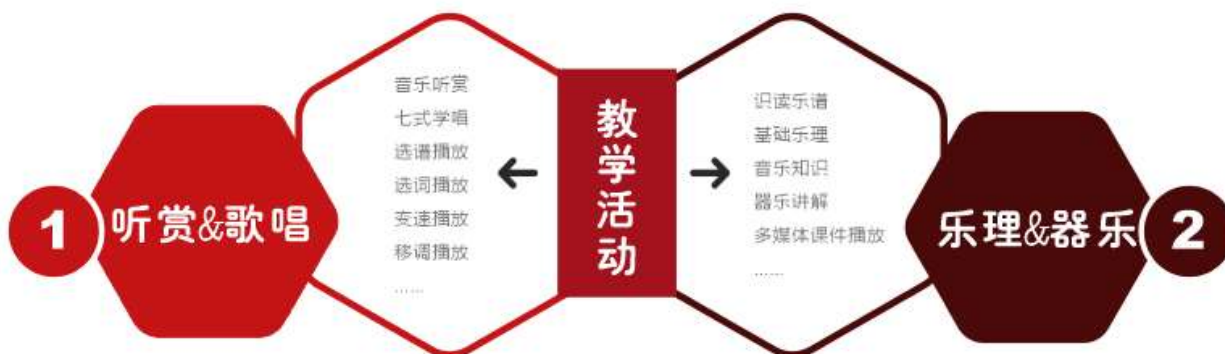 1
听赏&歌唱
音乐听赏
七式学唱
选谱播放
选词播放
变速播放
移调播放
……
教学活动
识读乐谱
基础乐理
音乐知识
器乐讲解
多媒体课件播放
……
乐理&器乐
2